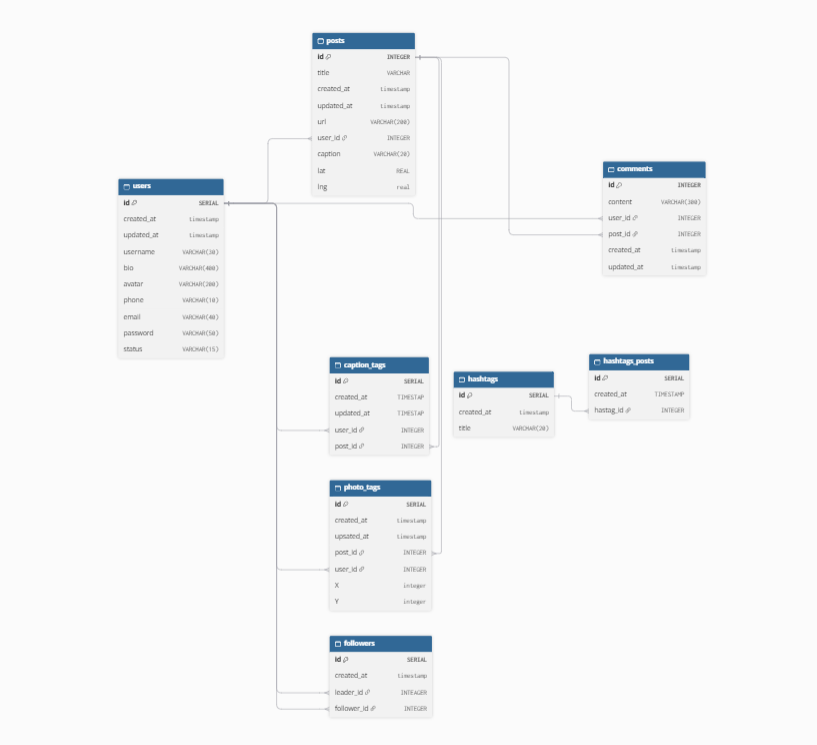 posts
id INTEGER
title VARCHAR
created_at timestamp
updated_at timestamp
url VARCHAR(200)
user_id INTEGER
caption VARCHAR(20)
lat REAL
lng real
comments
id INTEGER
content VARCHAR(300)
user_id INTEGER
post_id INTEGER
created_at timestamp
updated_at timestamp
users
id SERIAL
created_at timestamp
updated_at timestamp
username VARCHAR(30)
bio VARCHAR(400)
avatar VARCHAR(200)
phone VARCHAR(10)
email VARCHAR(40)
password VARCHAR(50)
status VARCHAR(15)
caption_tags
id SERIAL
created_at TIMESTAP
updated_at TIMESTAP
user_id INTEGER
post_id INTEGER
hashtags
id SERIAL
created_at timestamp
title VARCHAR(20)
hashtags_posts
id SERIAL
created_at TIMESTAMP
hastag_id INTEGER
photo_tags
id SERIAL
created_at timestamp
upsated_at timestamp
post_id INTEGER
user_id INTEGER
X integer
Y integer
followers
id SERIAL
created_at timestamp
leader_id INTEAGER
follower_id INTEGER